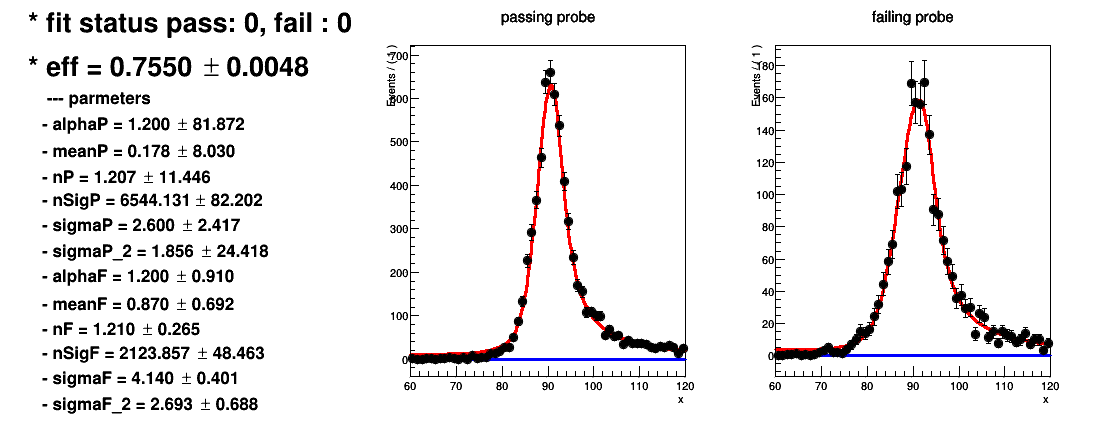 * fit status pass: 0, fail : 0
* eff = 0.7550 ± 0.0048
--- parmeters
- alphaP = 1.200 ± 81.872
- meanP = 0.178 ± 8.030
- nP = 1.207 ± 11.446
- nSigP = 6544.131 ± 82.202
- sigmaP = 2.600 ± 2.417
- sigmaP_2 = 1.856 ± 24.418
- alphaF = 1.200 ± 0.910
- meanF = 0.870 ± 0.692
- nF = 1.210 ± 0.265
- nSigF = 2123.857 ± 48.463
- sigmaF = 4.140 ± 0.401
- sigmaF_2 = 2.693 ± 0.688
passing probe
Events / ( 1 )
700
600
500
400
300
200
100
0
60 70 80 90 100 110 120
x
failing probe
Events / ( 1 )
180
160
140
120
100
80
60
40
20
0
60 70 80 90 100 110 120
x